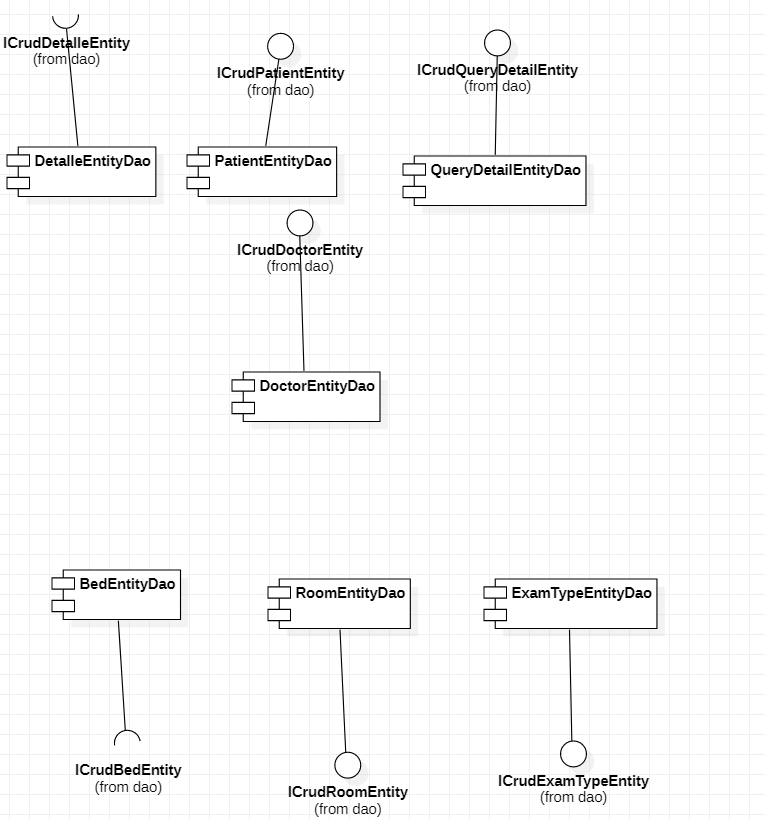 ICrudDetalleEntity
(from dao)
ICrudPatientEntity
(from dao)
ICrudQueryDetailEntity
(from dao)
DetalleEntityDao
PatientEntityDao
QueryDetailEntityDao
ICrudDoctorEntity
(from dao)
DoctorEntityDao
BedEntityDao
RoomEntityDao
ExamTypeEntityDao
ICrudBedEntity
(from dao)
ICrudRoomEntity
(from dao)
ICrudExamTypeEntity
(from dao)